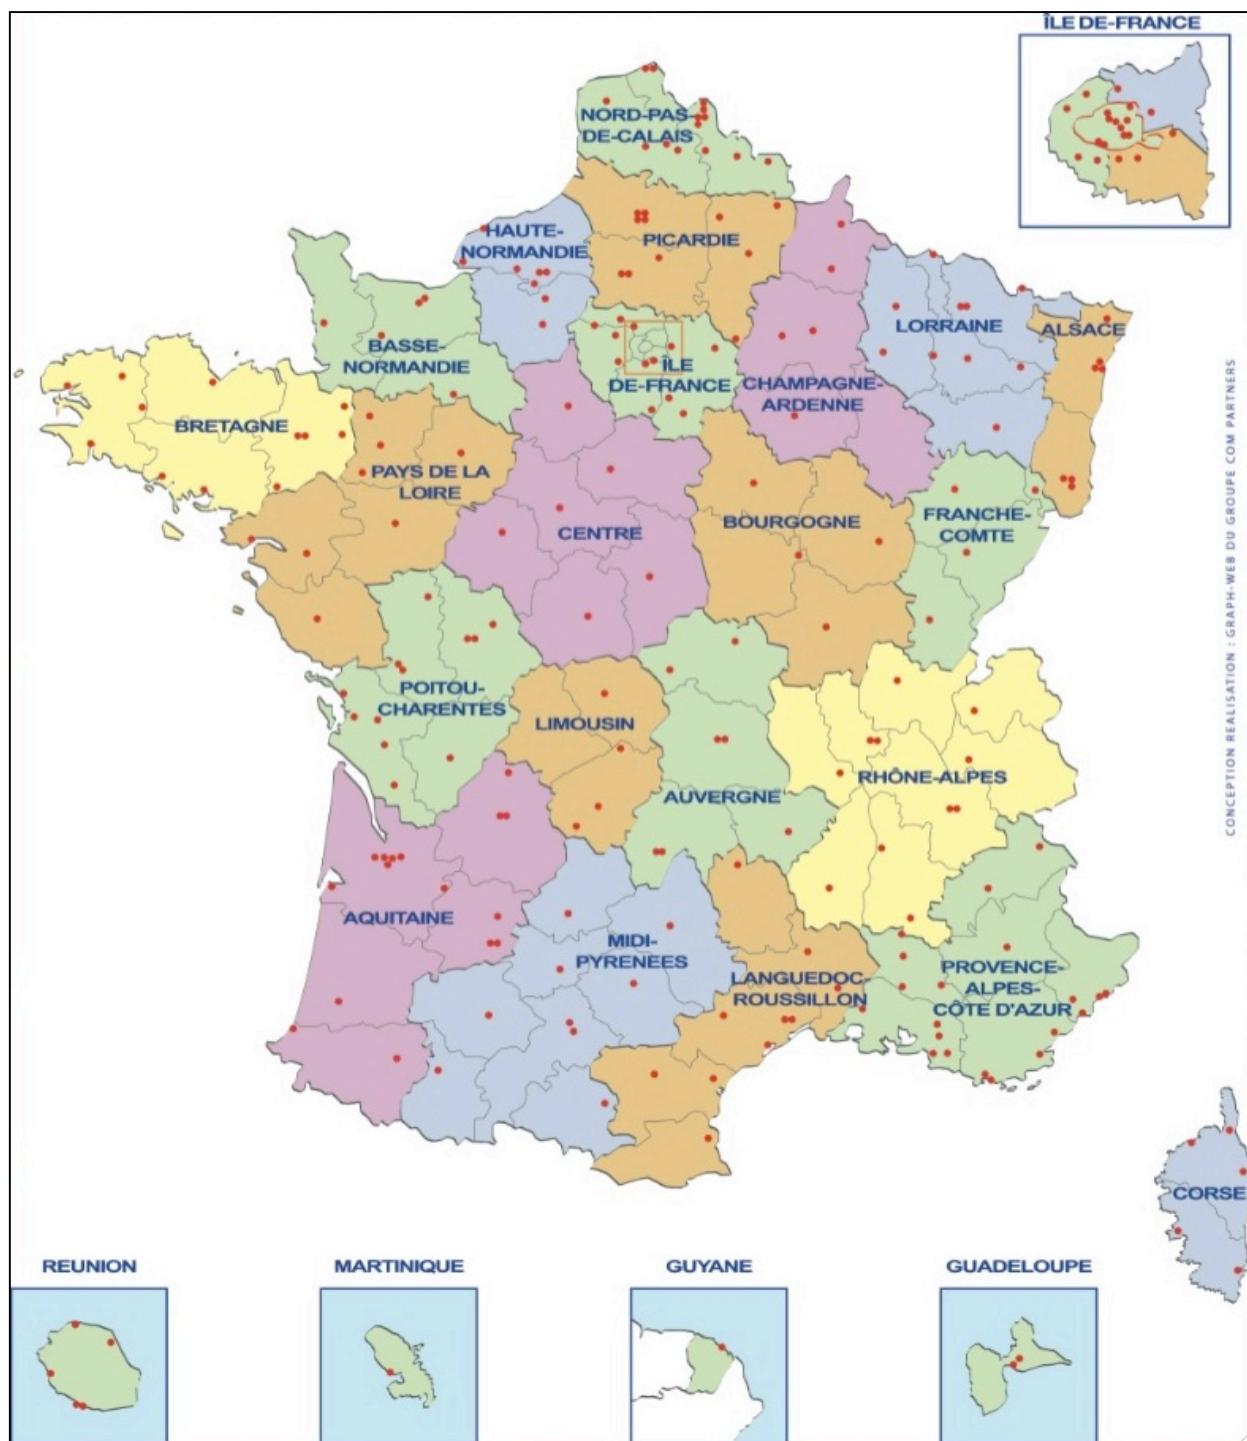 ÎLE DE-FRANCE
NORD-PAS-
DE-CALAIS
HAUTE-
NORMANDIE
PICARDIE
LORRAINE
ALSACE
BASSE-
NORMANDIE
ÎLE
DE-FRANCE
CHAMPAGNE-
ARDENNE
BRETAGNE
PAYS DE LA
LOIRE
CENTRE
BOURGOGNE
FRANCHE-
COMTE
POITOU-
CHARENTES
LIMOUSIN
AUVERGNE
RHÔNE-ALPES
AQUITAINE
MIDI-
PYRENEES
LANGUEDOC-
ROUSSILLON
PROVENCE-
ALPES-
CÔTE D'AZUR
CORSE
CONCEPTION REALISATION : GRAPH-WEB DU GROUPE COM PARTNERS
REUNION
MARTINIQUE
GUYANE
GUADELOUPE